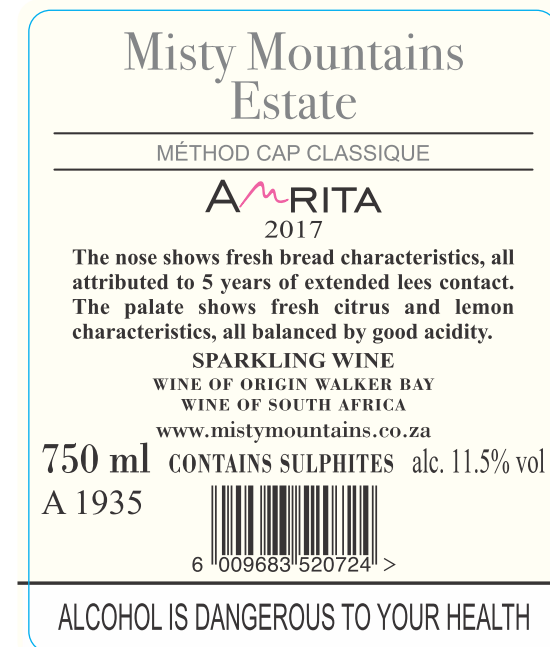 Misty Mountains
Estate
MÉTHOD CAP CLASSIQUE
AMRITA
2017
The nose shows fresh bread characteristics, all
attributed to 5 years of extended lees contact.
The palate shows fresh citrus and lemon
characteristics, all balanced by good acidity.
SPARKLING WINE
WINE OF ORIGIN WALKER BAY
WINE OF SOUTH AFRICA
www.mistymountains.co.za
750 ml CONTAINS SULPHITES alc. 11.5% vol
A 1935
6 009683 520724 >
ALCOHOL IS DANGEROUS TO YOUR HEALTH